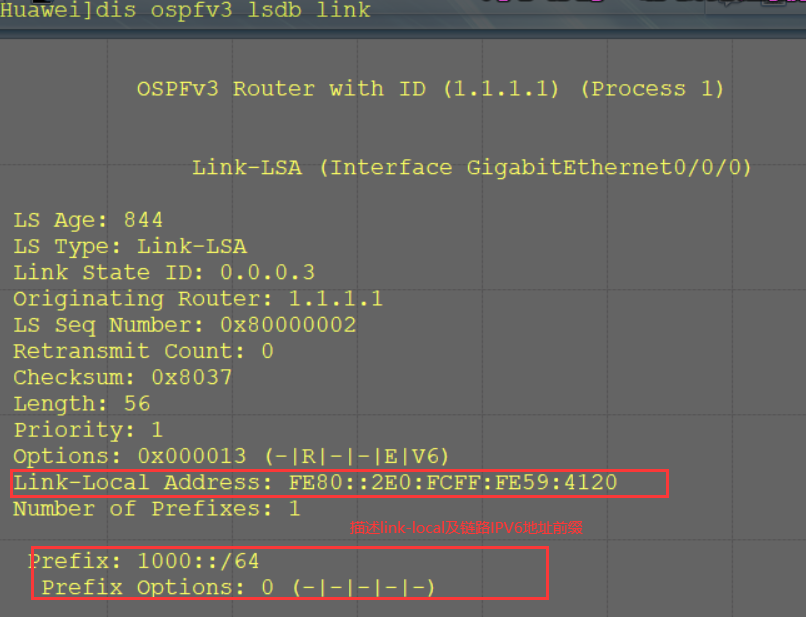 Huawei]dis ospfv3 lsdb link
OSPFv3 Router with ID (1.1.1.1) (Process 1)
Link-LSA (Interface GigabitEthernet0/0/0)
LS Age: 844
LS Type: Link-LSA
Link State ID: 0.0.0.3
Originating Router: 1.1.1.1
LS Seq Number: 0x80000002
Retransmit Count: 0
Checksum: 0x8037
Length: 56
Priority: 1
Options: 0x000013 (-|R|-|-|E|V6)
Link-Local Address: FE80::2E0:FCFF:FE59:4120
Number of Prefixes: 1
描述link-local及链路IPV6地址前缀
Prefix: 1000::/64
Prefix Options: 0 (-|-|-|-|-)